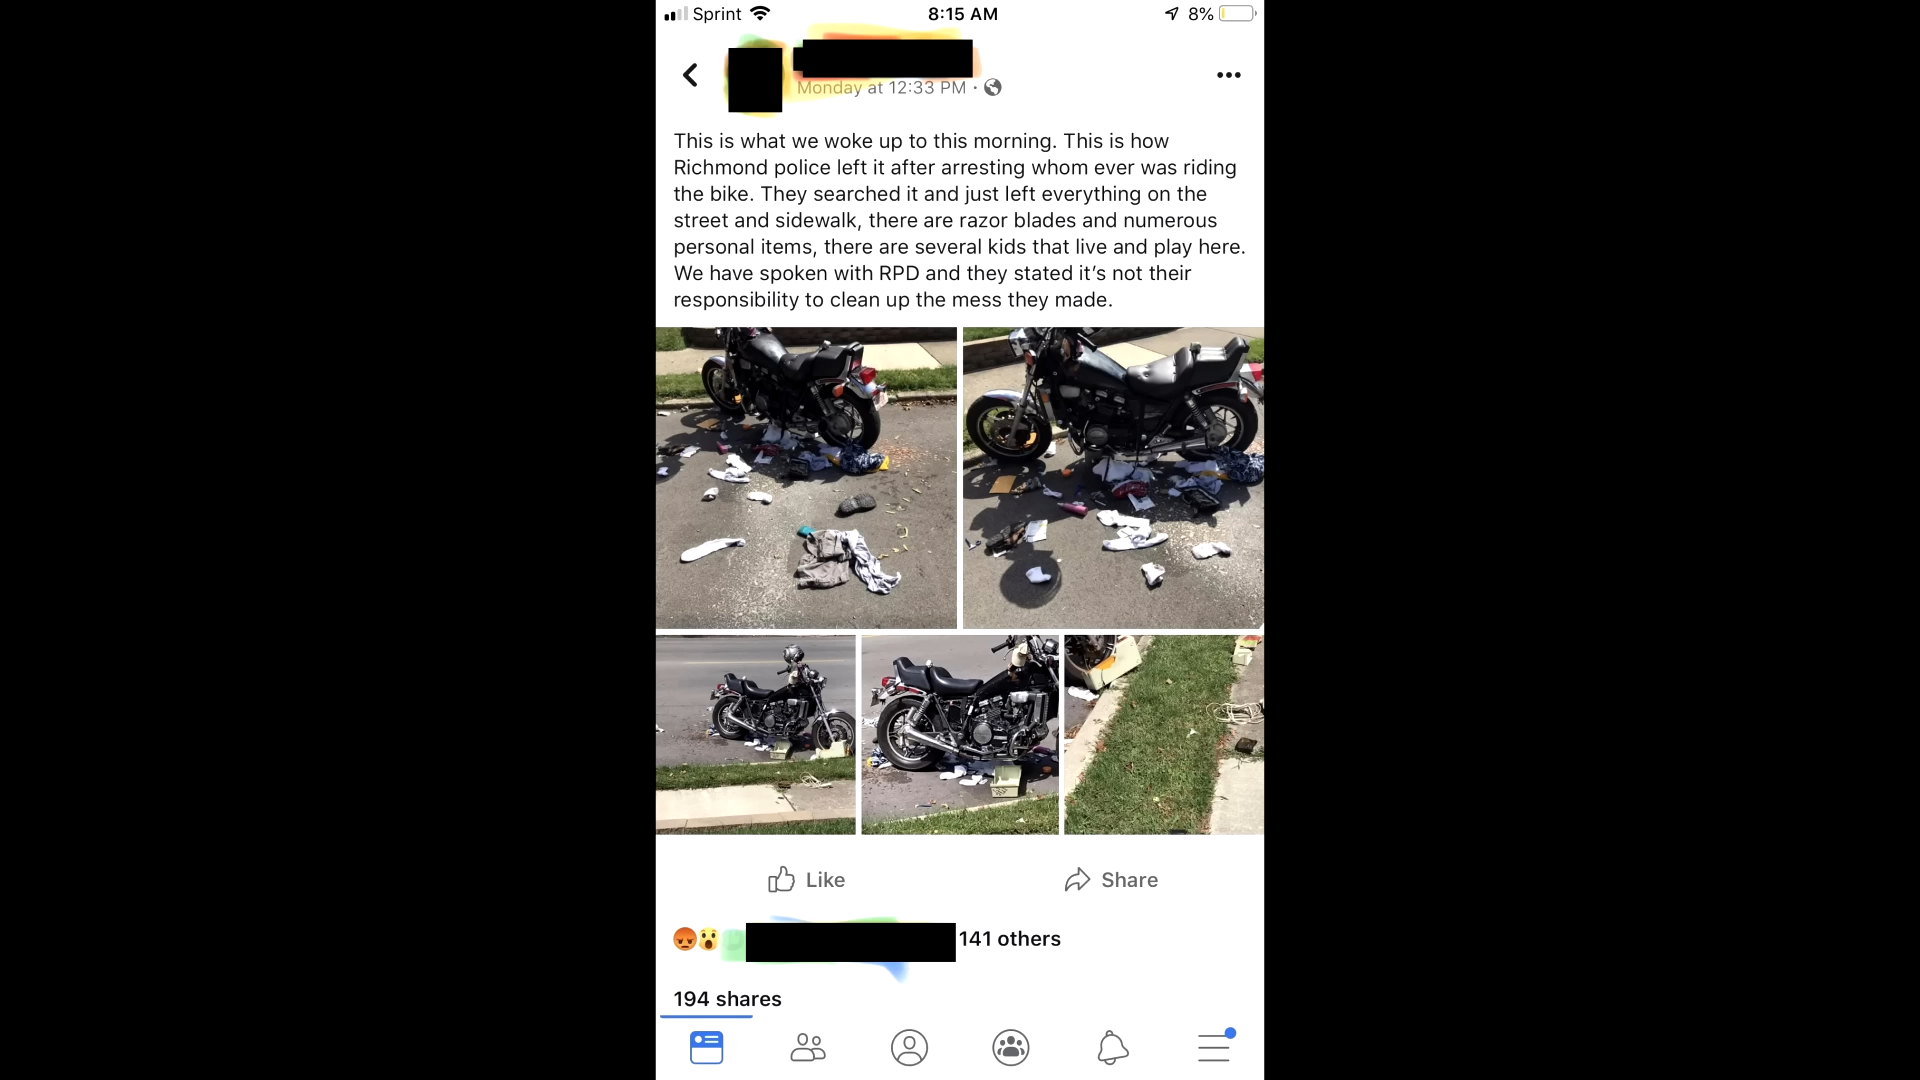 Sprint 8:15 AM 8%
Monday at 12:33 PM ·
This is what we woke up to this morning. This is how
Richmond police left it after arresting whom ever was riding
the bike. They searched it and just left everything on the
street and sidewalk, there are razor blades and numerous
personal items, there are several kids that live and play here.
We have spoken with RPD and they stated it’s not their
responsibility to clean up the mess they made.
Like Share
141 others
194 shares